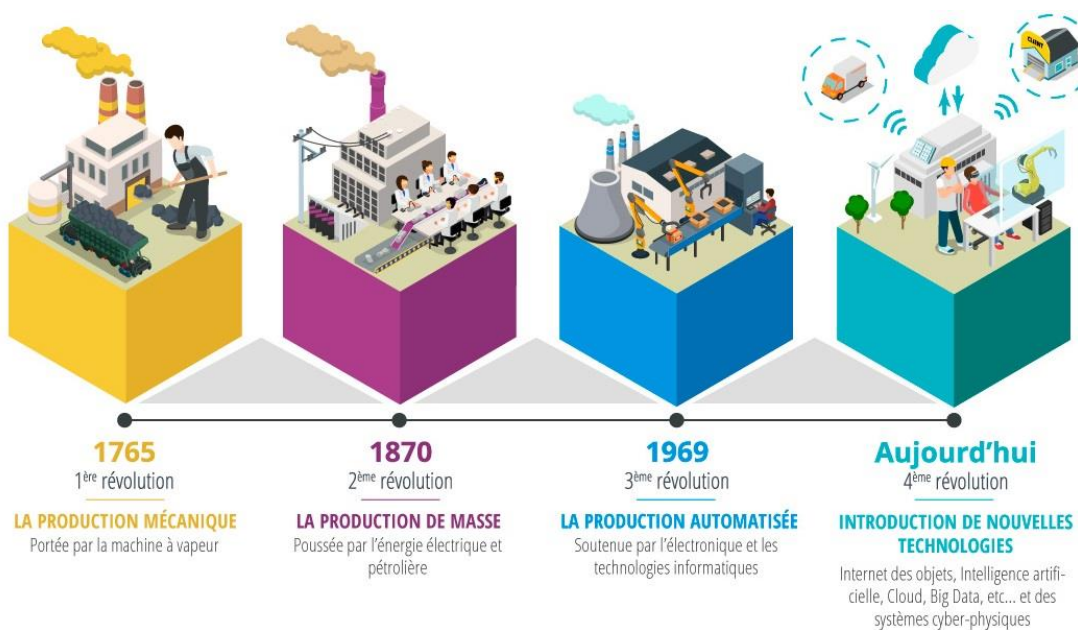 CLIENT
1765
1ère révolution
LA PRODUCTION MÉCANIQUE
Portée par la machine à vapeur
1870
2ème révolution
LA PRODUCTION DE MASSE
Poussée par l'énergie électrique et
pétrolière
1969
3ème révolution
LA PRODUCTION AUTOMATISÉE
Soutenue par l'électronique et les
technologies informatiques
Aujourd'hui
4ème révolution
INTRODUCTION DE NOUVELLES
TECHNOLOGIES
Internet des objets, Intelligence artifi-
cielle, Cloud, Big Data, etc... et des
systèmes cyber-physiques